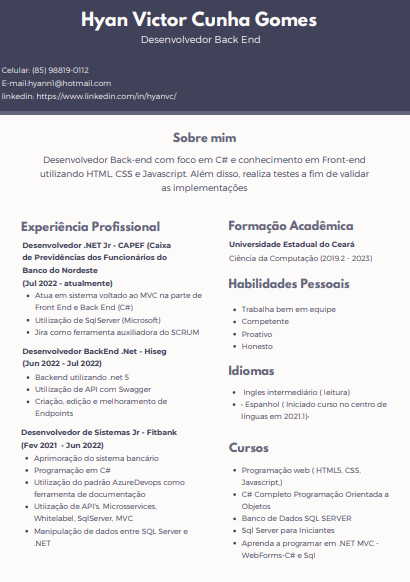 Hyan Victor Cunha Gomes
Desenvolvedor Back End
Celular: (85) 98819-0112
E-mail:hyann1@hotmail.com
linkedin: https://www.linkedin.com/in/hyanvc/
Sobre mim
Desenvolvedor Back-end com foco em C# e conhecimento em Front-end
utilizando HTML, CSS e Javascript. Além disso, realiza testes a fim de validar
as implementações
Experiência Profissional
Desenvolvedor .NET Jr - CAPEF (Caixa
de Previdências dos Funcionários do
Banco do Nordeste
(Jul 2022 - atualmente)
• Atua em sistema voltado ao MVC na parte de
Front End e Back End (C#)
• Utilização de SqlServer (Microsoft)
• Jira como ferramenta auxiliadora do SCRUM
Desenvolvedor BackEnd .Net - Hiseg
(Jun 2022 - Jul 2022)
• Backend utilizando .net 5
• Utilização de API com Swagger
• Criação, edição e melhoramento de
Endpoints
Desenvolvedor de Sistemas Jr - Fitbank
(Fev 2021 - Jun 2022)
• Aprimoração do sistema bancário
• Programação em C#
• Utilização do padrão AzureDevops como
ferramenta de documentação
• Utiização de API's, Microsservices,
Whitelabel, SqlServer, MVC
• Manipulação de dados entre SQL Server e
.NET
Formação Acadêmica
Universidade Estadual do Ceará
Ciência da Computação (2019.2 - 2023)
Habilidades Pessoais
• Trabalha bem em equipe
• Competente
• Proativo
• Honesto
Idiomas
• Ingles intermediário ( leitura)
• · Espanhol ( Iniciado curso no centro de
línguas em 2021.1)·
Cursos
• Programação web ( HTML5, CSS,
Javascript,)
• C# Completo Programação Orientada a
Objetos
• Banco de Dados SQL SERVER
• Sql Server para Iniciantes
• Aprenda a programar em .NET MVC -
WebForms-C# e Sql